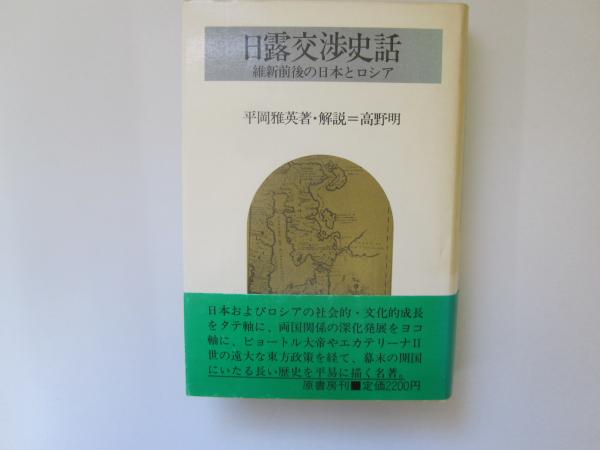 日露交渉史話
維新前後の日本とロシア
平岡雅英著・解説＝高野明
日本およびロシアの社会的・文化的成長
をタテ軸に、両国関係の深化発展をヨコ
軸に、ピョートル大帝やエカテリーナⅡ
世の遠大な東方政策を経て、幕末の開国
にいたる長い歴史を平易に描く名著。
原書房刊■定価2200円